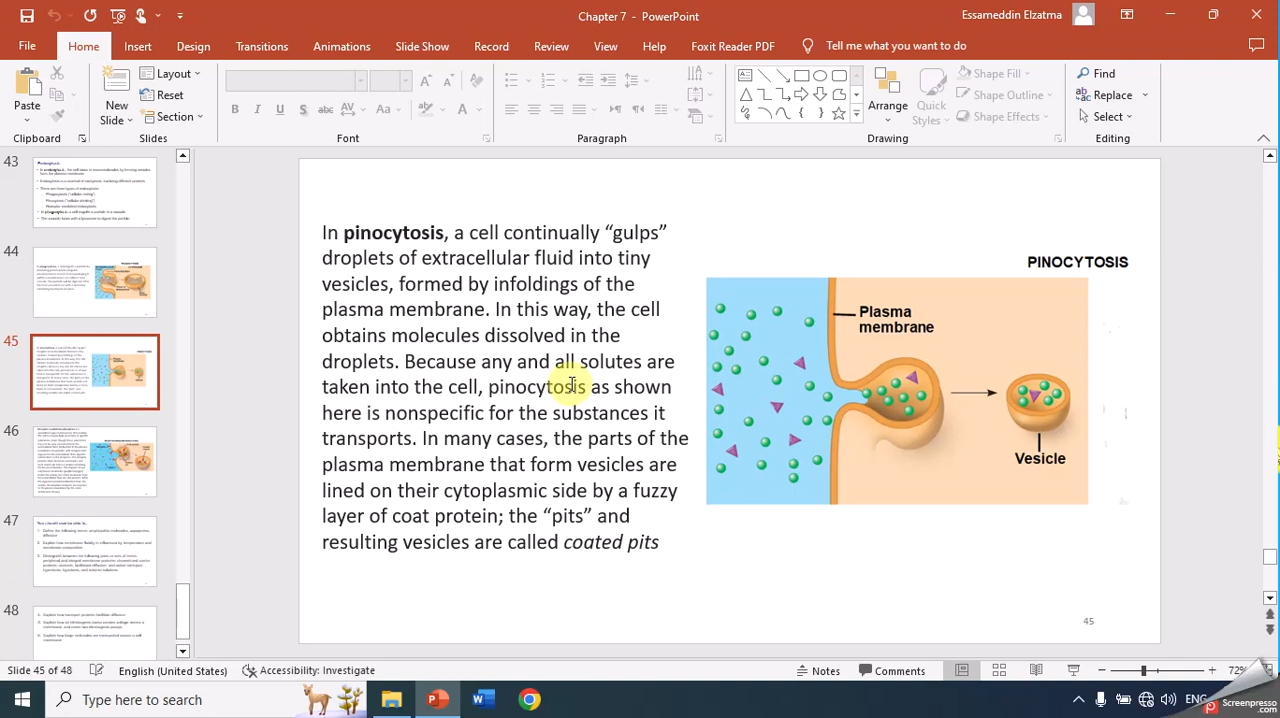 Chapter 7 - PowerPoint
Essameddin Elzatma
File Home Insert Design Transitions Animations Slide Show Record Review View Help Foxit Reader PDF Tell me what you want to do
Paste
Clipboard
New Slide
Layout
Reset
Section
Slides
B I U S abc AV Aa A
Font
Paragraph
Arrange
Quick Styles
Shape Fill
Shape Outline
Shape Effects
Drawing
Find
Replace
Select
Editing
43
44
45
46
47
48
In pinocytosis, a cell continually “gulps”
droplets of extracellular fluid into tiny
vesicles, formed by infoldings of the
plasma membrane. In this way, the cell
obtains molecules dissolved in the
droplets. Because any and all solutes are
taken into the cell, pinocytosis as shown
here is nonspecific for the substances it
transports. In many cases, the parts of the
plasma membrane that form vesicles are
lined on their cytoplasmic side by a fuzzy
layer of coat protein; the “pits” and
resulting vesicles are called coated pits
PINOCYTOSIS
Plasma
membrane
Vesicle
45
Slide 45 of 48 English (United States) Accessibility: Investigate Notes Comments 72%
Type here to search
ENG
Screenpresso
.com